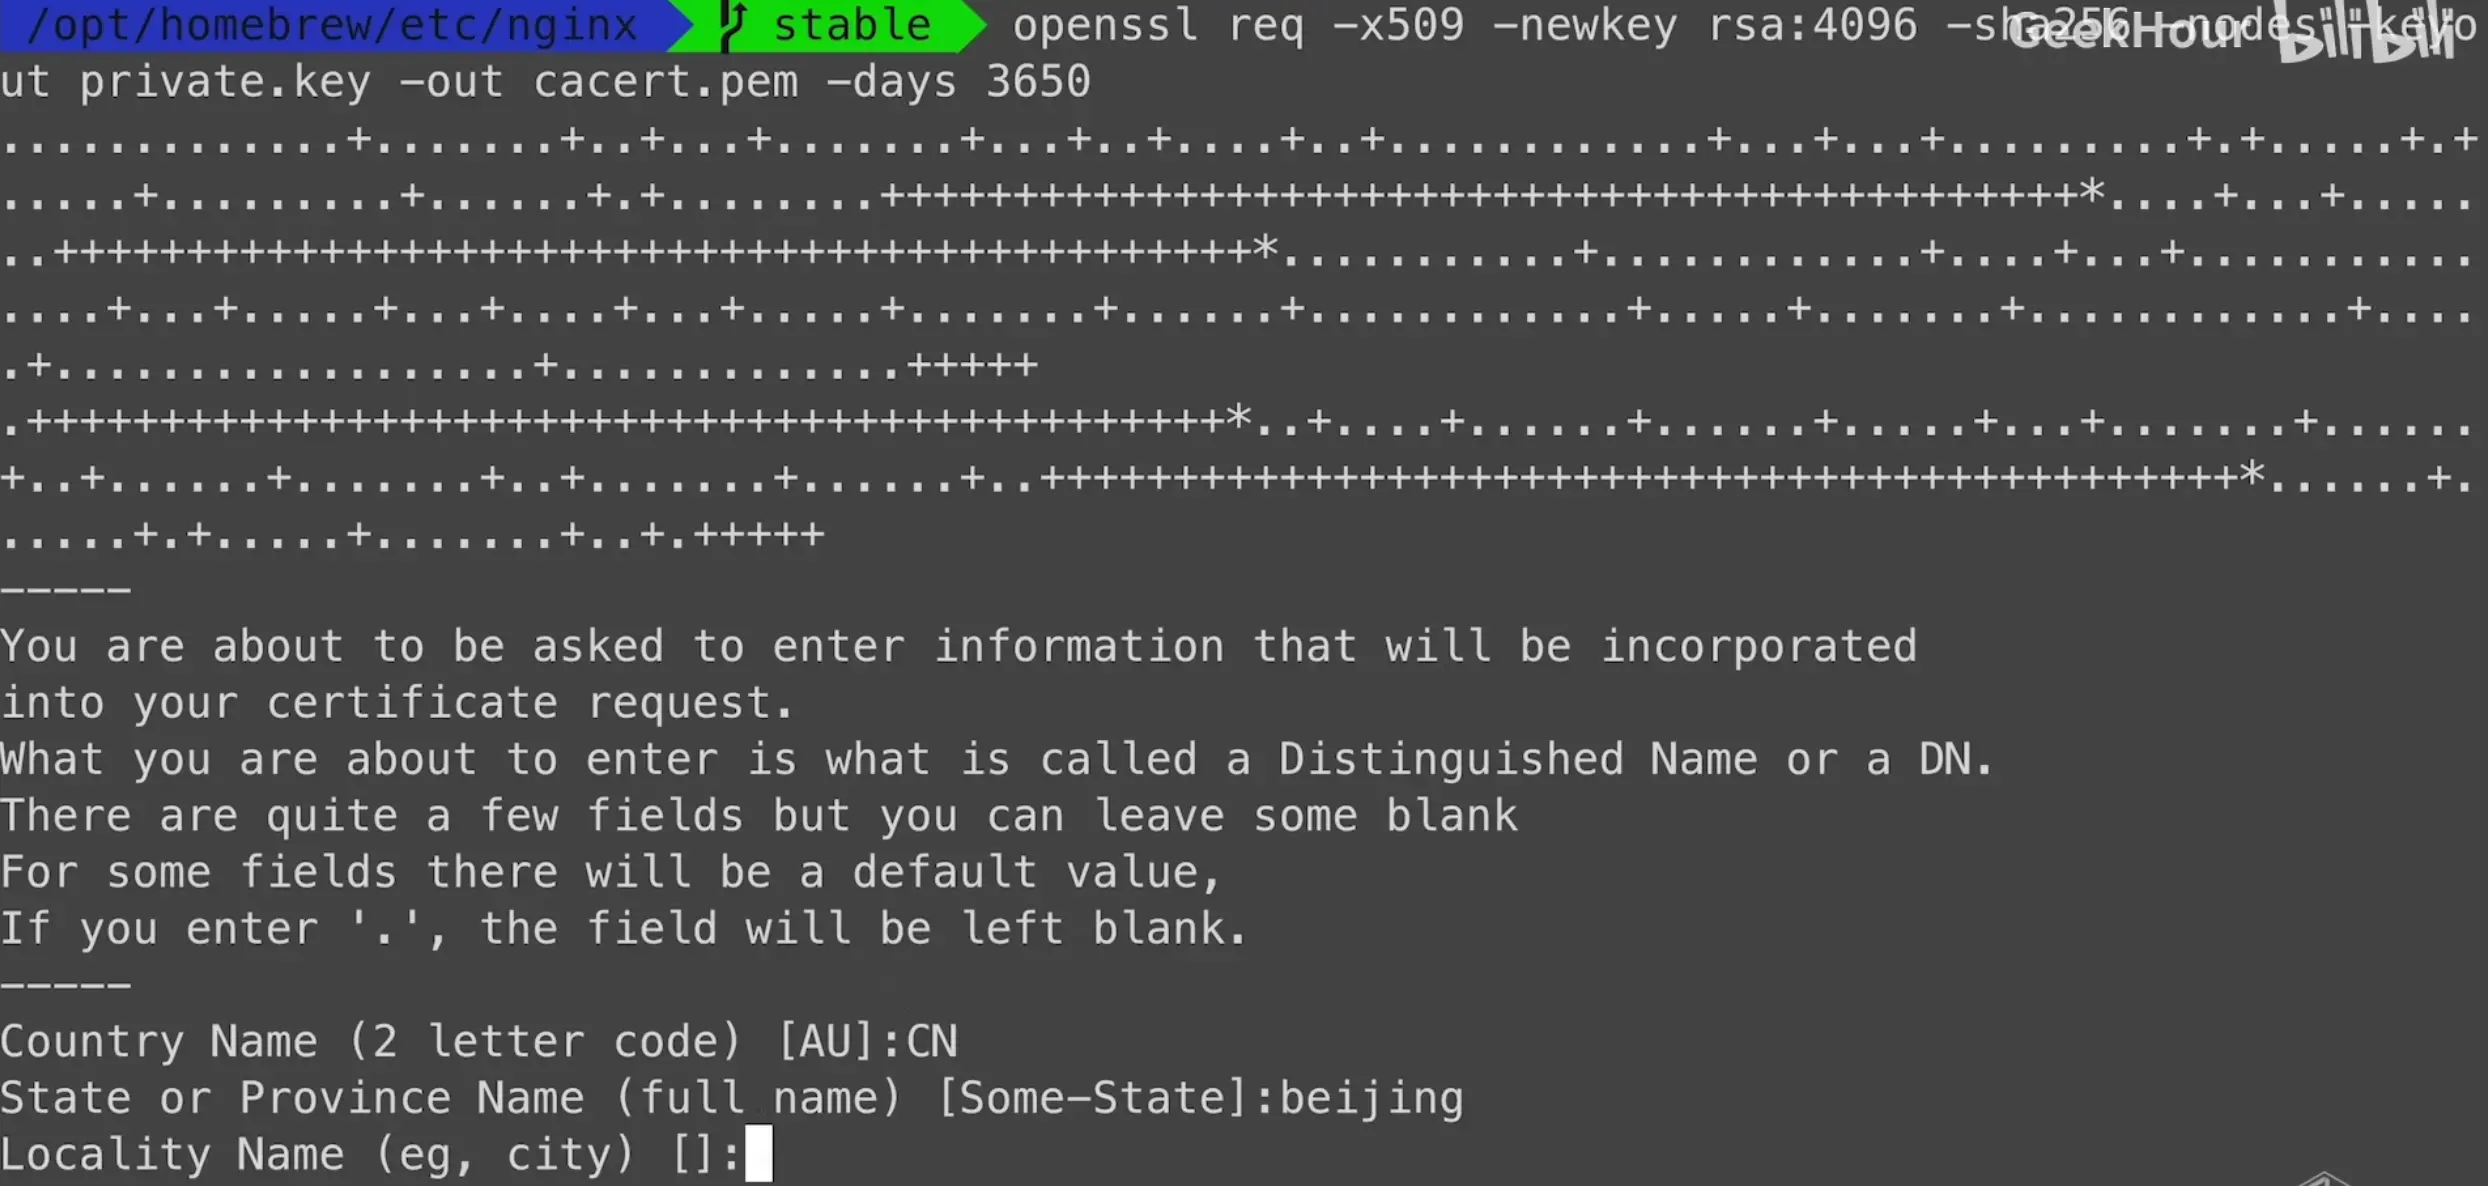 /opt/homebrew/etc/nginx stable openssl req -x509 -newkey rsa:4096 -sha256 -nodes -keyo
GeekHour bilibili
ut private.key -out cacert.pem -days 3650
.............+.......+..+...+.......+...+..+....+..+............+...+...+.........+.+.....+.+
.....+.........+......+.+........+++++++++++++++++++++++++++++++++++++++++++++*....+...+.....
..+++++++++++++++++++++++++++++++++++++++++++++*...........+............+....+...+...........
....+...+.....+...+....+...+.....+.......+......+............+.....+.......+............+....
.+..................+.............+++++
.+++++++++++++++++++++++++++++++++++++++++++++*..+....+......+......+.....+...+.......+......
+..+......+.......+..+.......+......+..+++++++++++++++++++++++++++++++++++++++++++++*......+.
.....+.+.....+.......+..+.+++++
-----
You are about to be asked to enter information that will be incorporated
into your certificate request.
What you are about to enter is what is called a Distinguished Name or a DN.
There are quite a few fields but you can leave some blank
For some fields there will be a default value,
If you enter '.', the field will be left blank.
-----
Country Name (2 letter code) [AU]:CN
State or Province Name (full name) [Some-State]:beijing
Locality Name (eg, city) []: